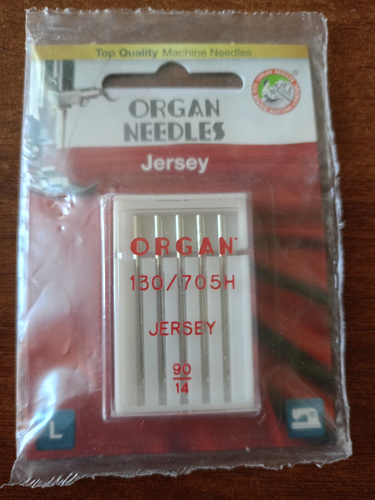 Top Quality Machine Needles
ORGAN
NEEDLES
Jersey
ORGAN
130/705H
JERSEY
90
14
L